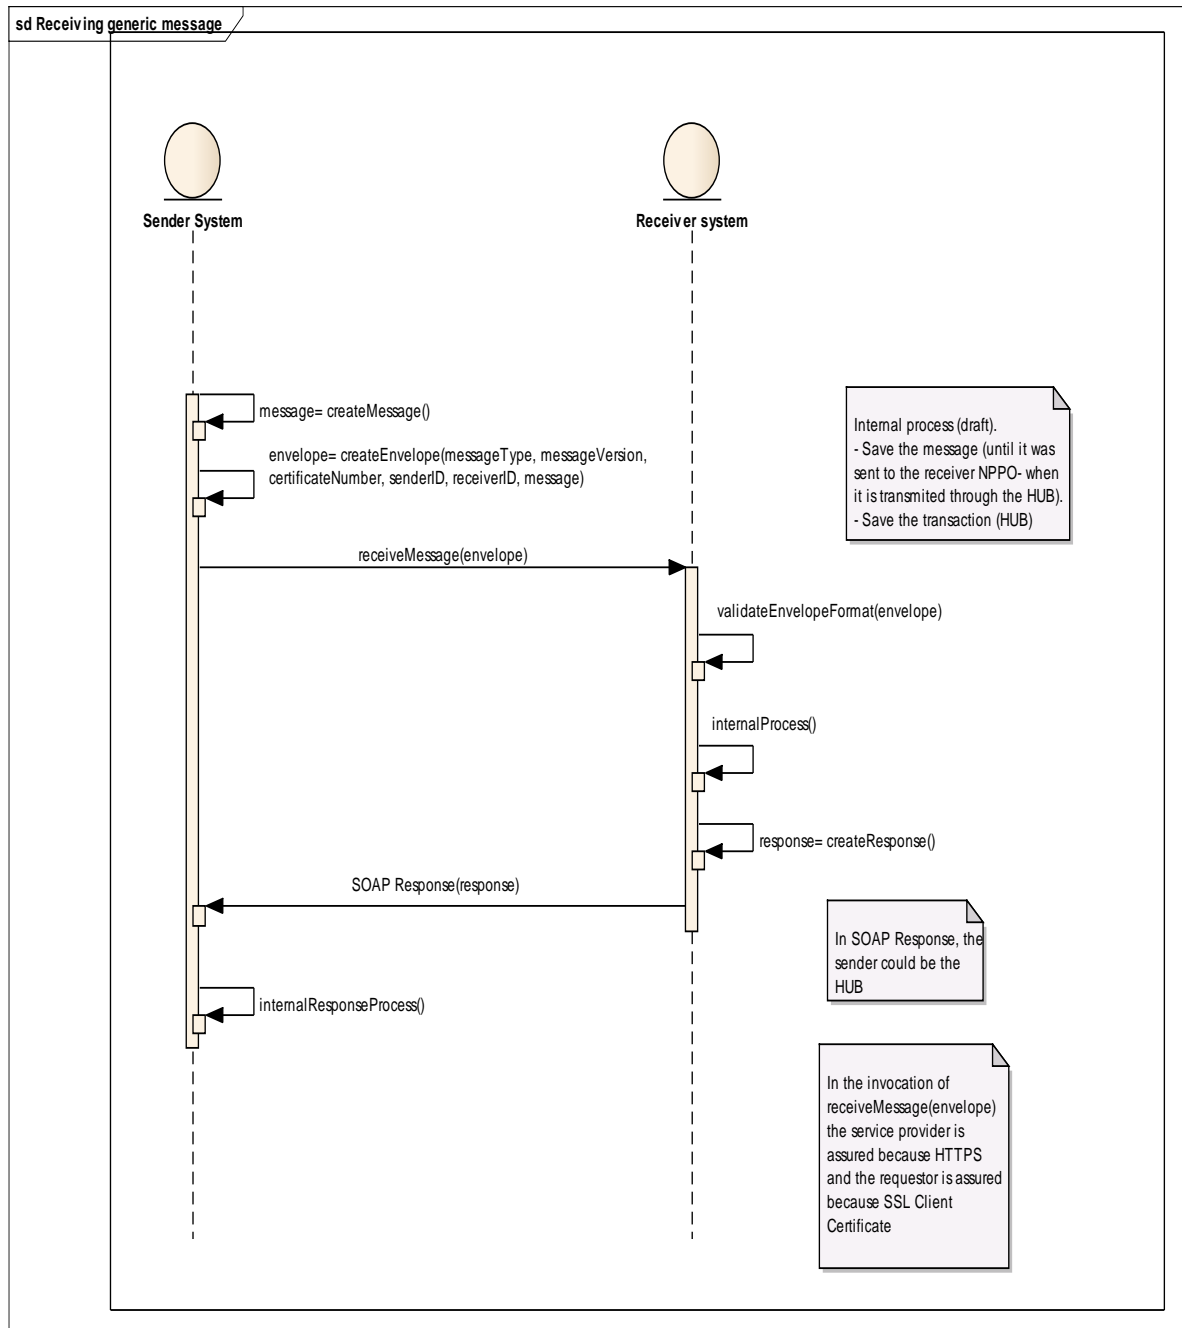 sd Receiving generic message
Sender System
Receiver system
message= createMessage()
envelope= createEnvelope(messageType, messageVersion,
certificateNumber, senderID, receiverID, message)
Internal process (draft).
- Save the message (until it was
sent to the receiver NPPO- when
it is transmited through the HUB).
- Save the transaction (HUB)
receiveMessage(envelope)
validateEnvelopeFormat(envelope)
internalProcess()
response= createResponse()
SOAP Response(response)
In SOAP Response, the
sender could be the
HUB
internalResponseProcess()
In the invocation of
receiveMessage(envelope)
the service provider is
assured because HTTPS
and the requestor is assured
because SSL Client
Certificate